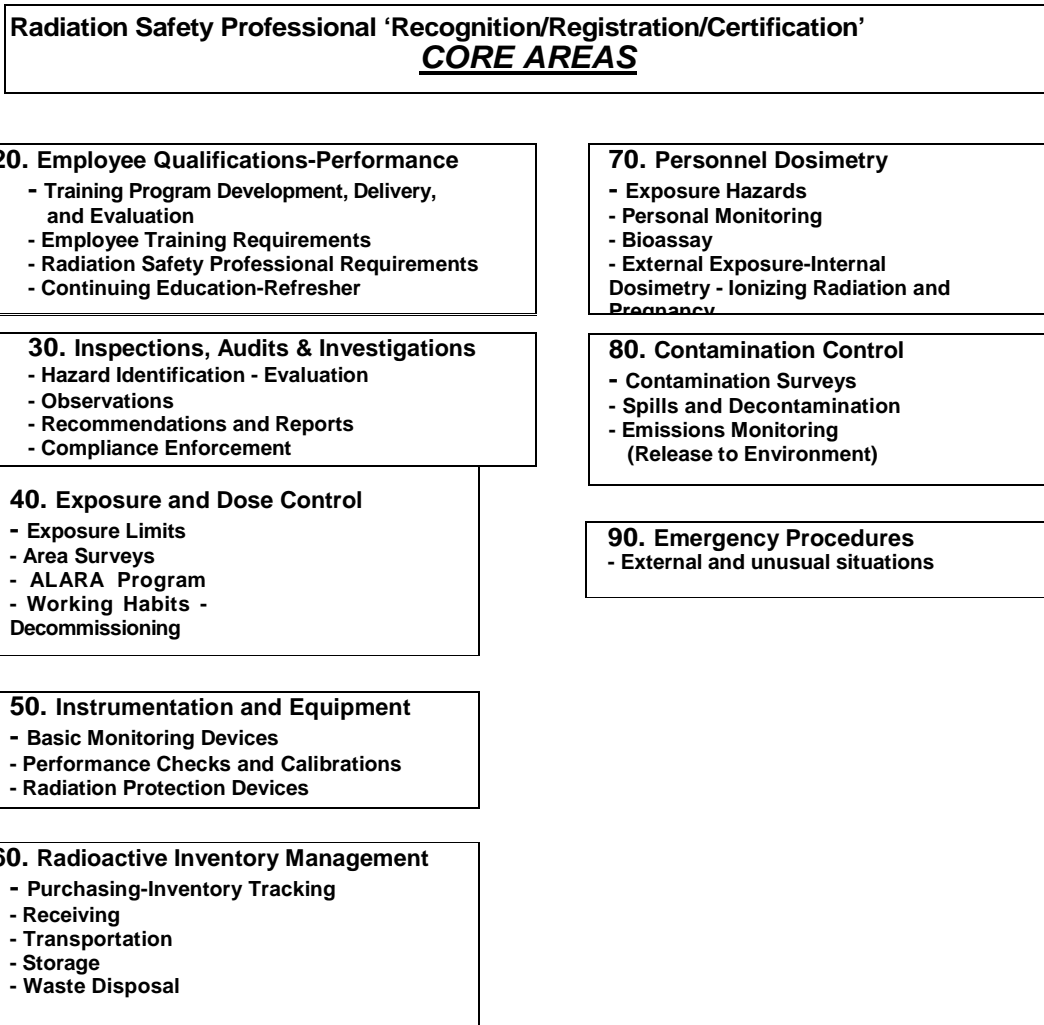 Radiation Safety Professional ‘Recognition/Registration/Certification’
CORE AREAS
20. Employee Qualifications-Performance
- Training Program Development, Delivery,
and Evaluation
- Employee Training Requirements
- Radiation Safety Professional Requirements
- Continuing Education-Refresher
30. Inspections, Audits & Investigations
- Hazard Identification - Evaluation
- Observations
- Recommendations and Reports
- Compliance Enforcement
40. Exposure and Dose Control
- Exposure Limits
- Area Surveys
- ALARA Program
- Working Habits -
Decommissioning
50. Instrumentation and Equipment
- Basic Monitoring Devices
- Performance Checks and Calibrations
- Radiation Protection Devices
60. Radioactive Inventory Management
- Purchasing-Inventory Tracking
- Receiving
- Transportation
- Storage
- Waste Disposal
70. Personnel Dosimetry
- Exposure Hazards
- Personal Monitoring
- Bioassay
- External Exposure-Internal
Dosimetry - Ionizing Radiation and
Pregnancy
80. Contamination Control
- Contamination Surveys
- Spills and Decontamination
- Emissions Monitoring
(Release to Environment)
90. Emergency Procedures
- External and unusual situations